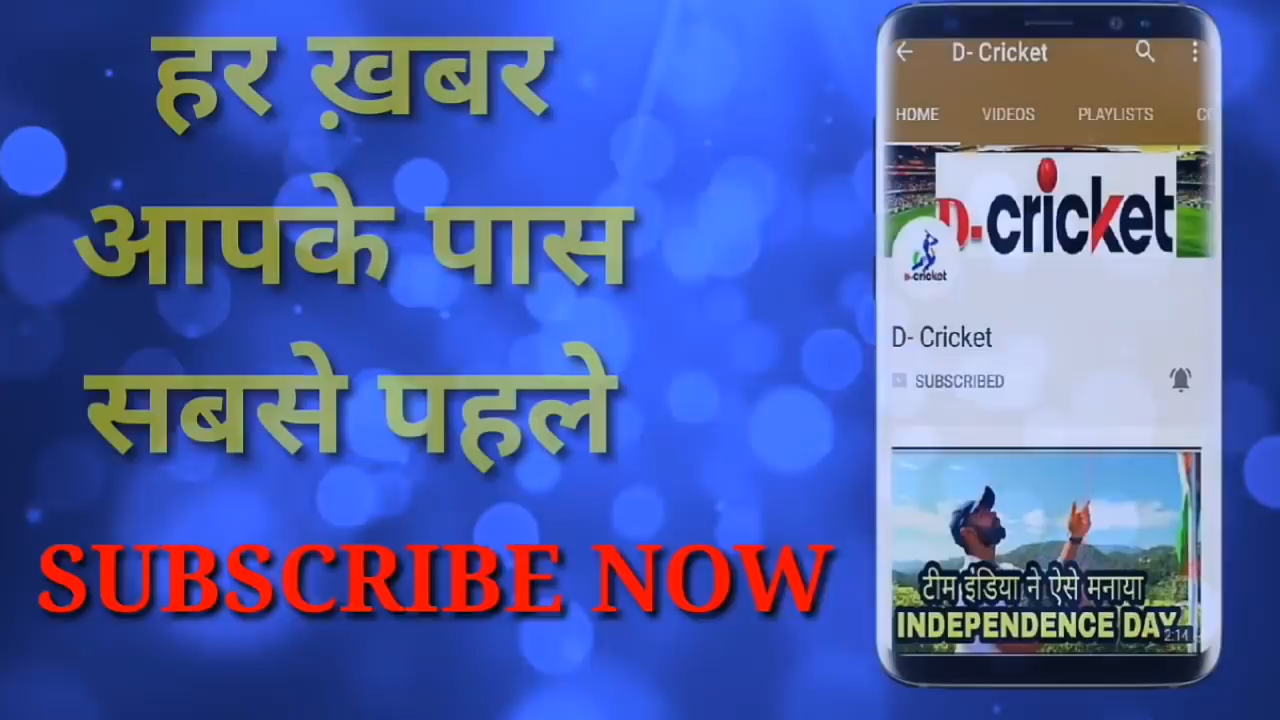 हर ख़बर
आपके पास
सबसे पहले
SUBSCRIBE NOW
D- Cricket
HOME VIDEOS PLAYLISTS
D-cricket
D-cricket
D- Cricket
SUBSCRIBED
टीम इंडिया ने ऐसे मनाया
INDEPENDENCE DAY
2:14